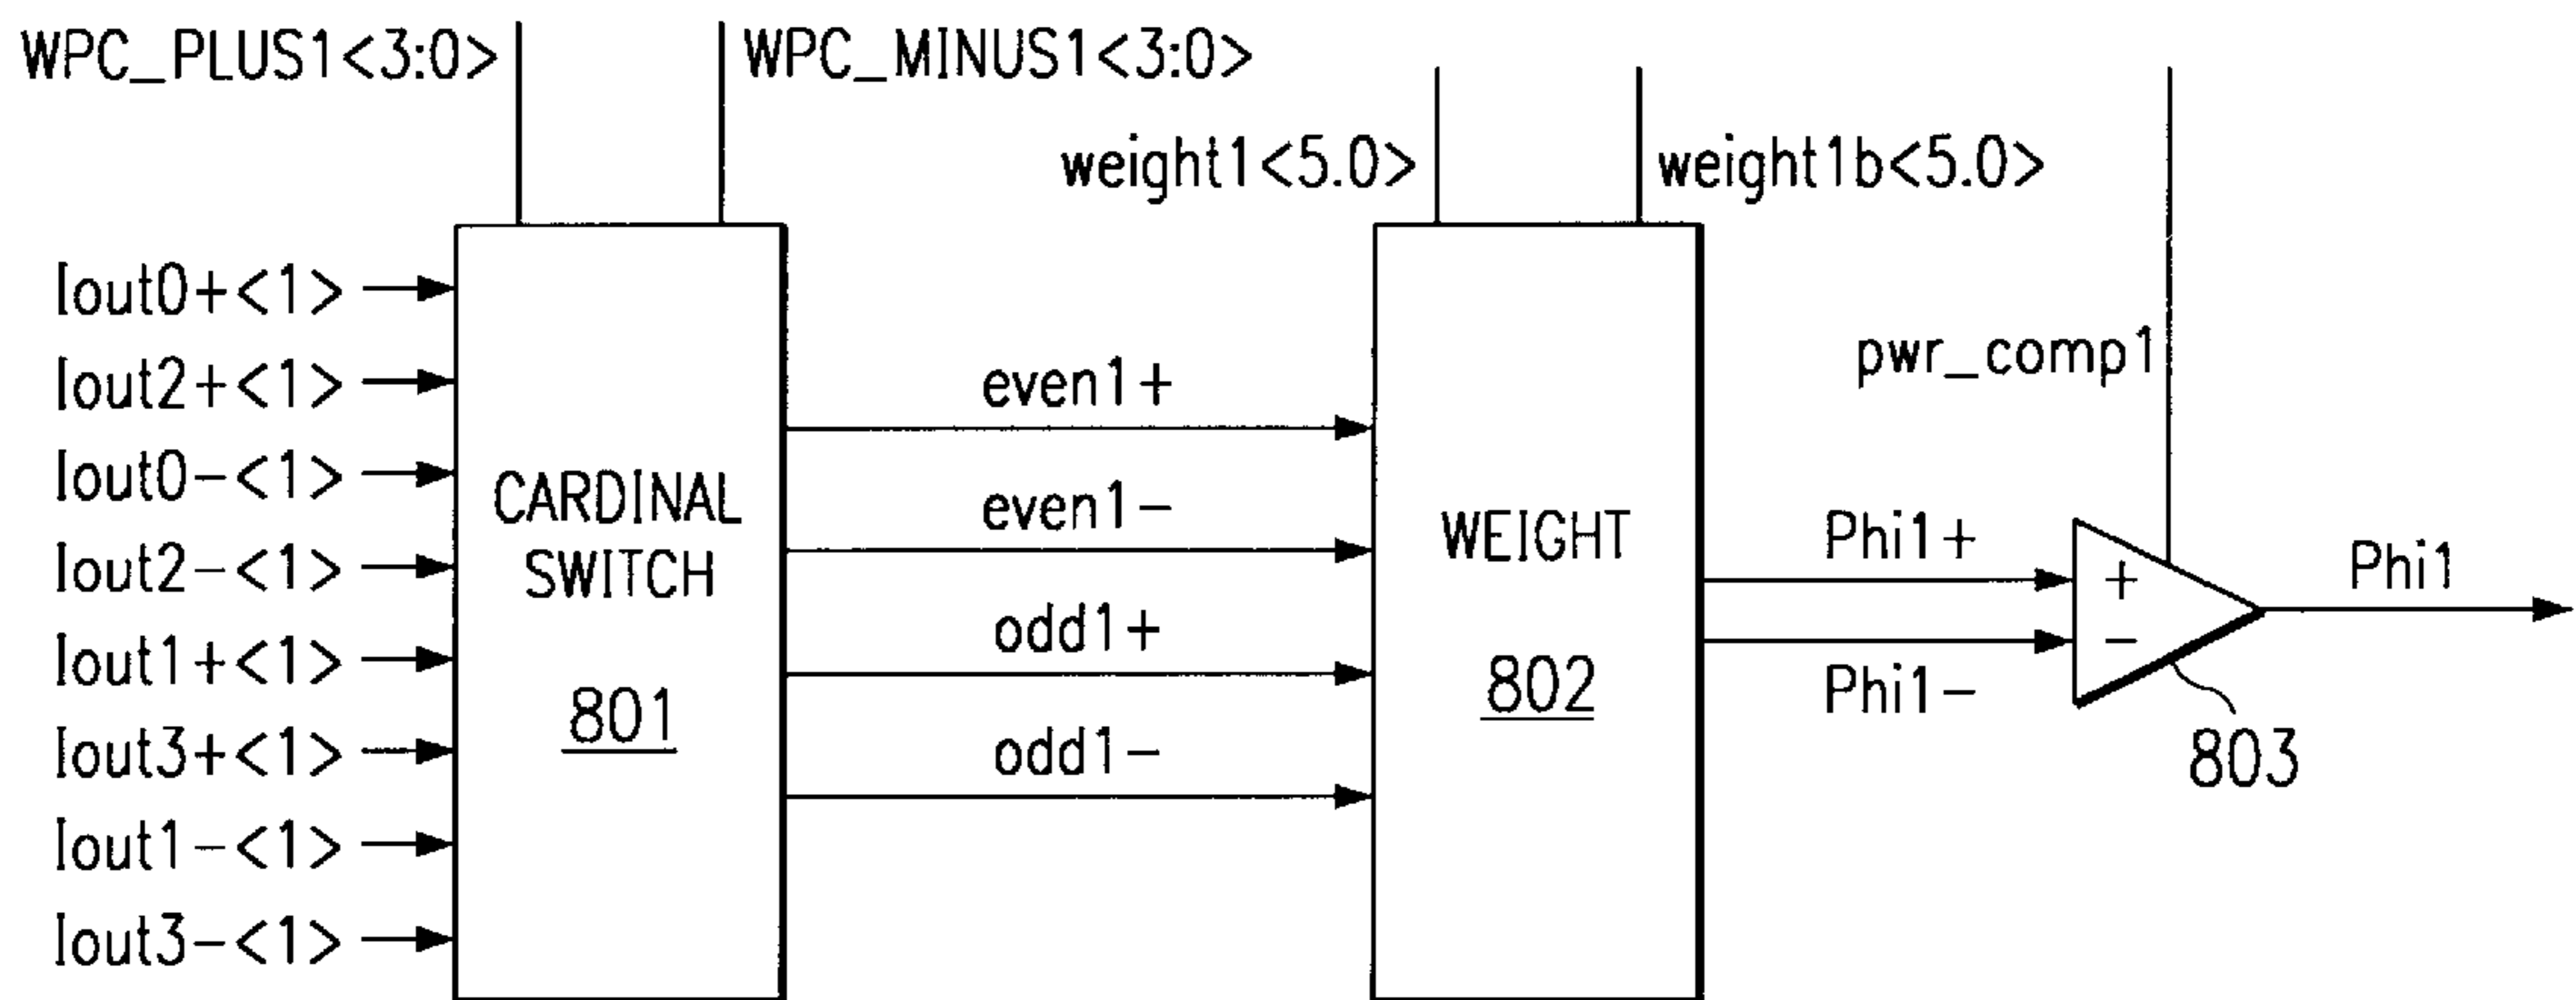 WPC_PLUS1<3:0>
WPC_MINUS1<3:0>
weight1<5.0>
weight1b<5.0>
pwr_comp1
Iout0+<1>
Iout2+<1>
Iout0-<1>
Iout2-<1>
Iout1+<1>
Iout3+<1>
Iout1-<1>
Iout3-<1>
CARDINAL
SWITCH
801
even1+
even1-
odd1+
odd1-
WEIGHT
802
Phi1+
Phi1-
+
-
803
Phi1